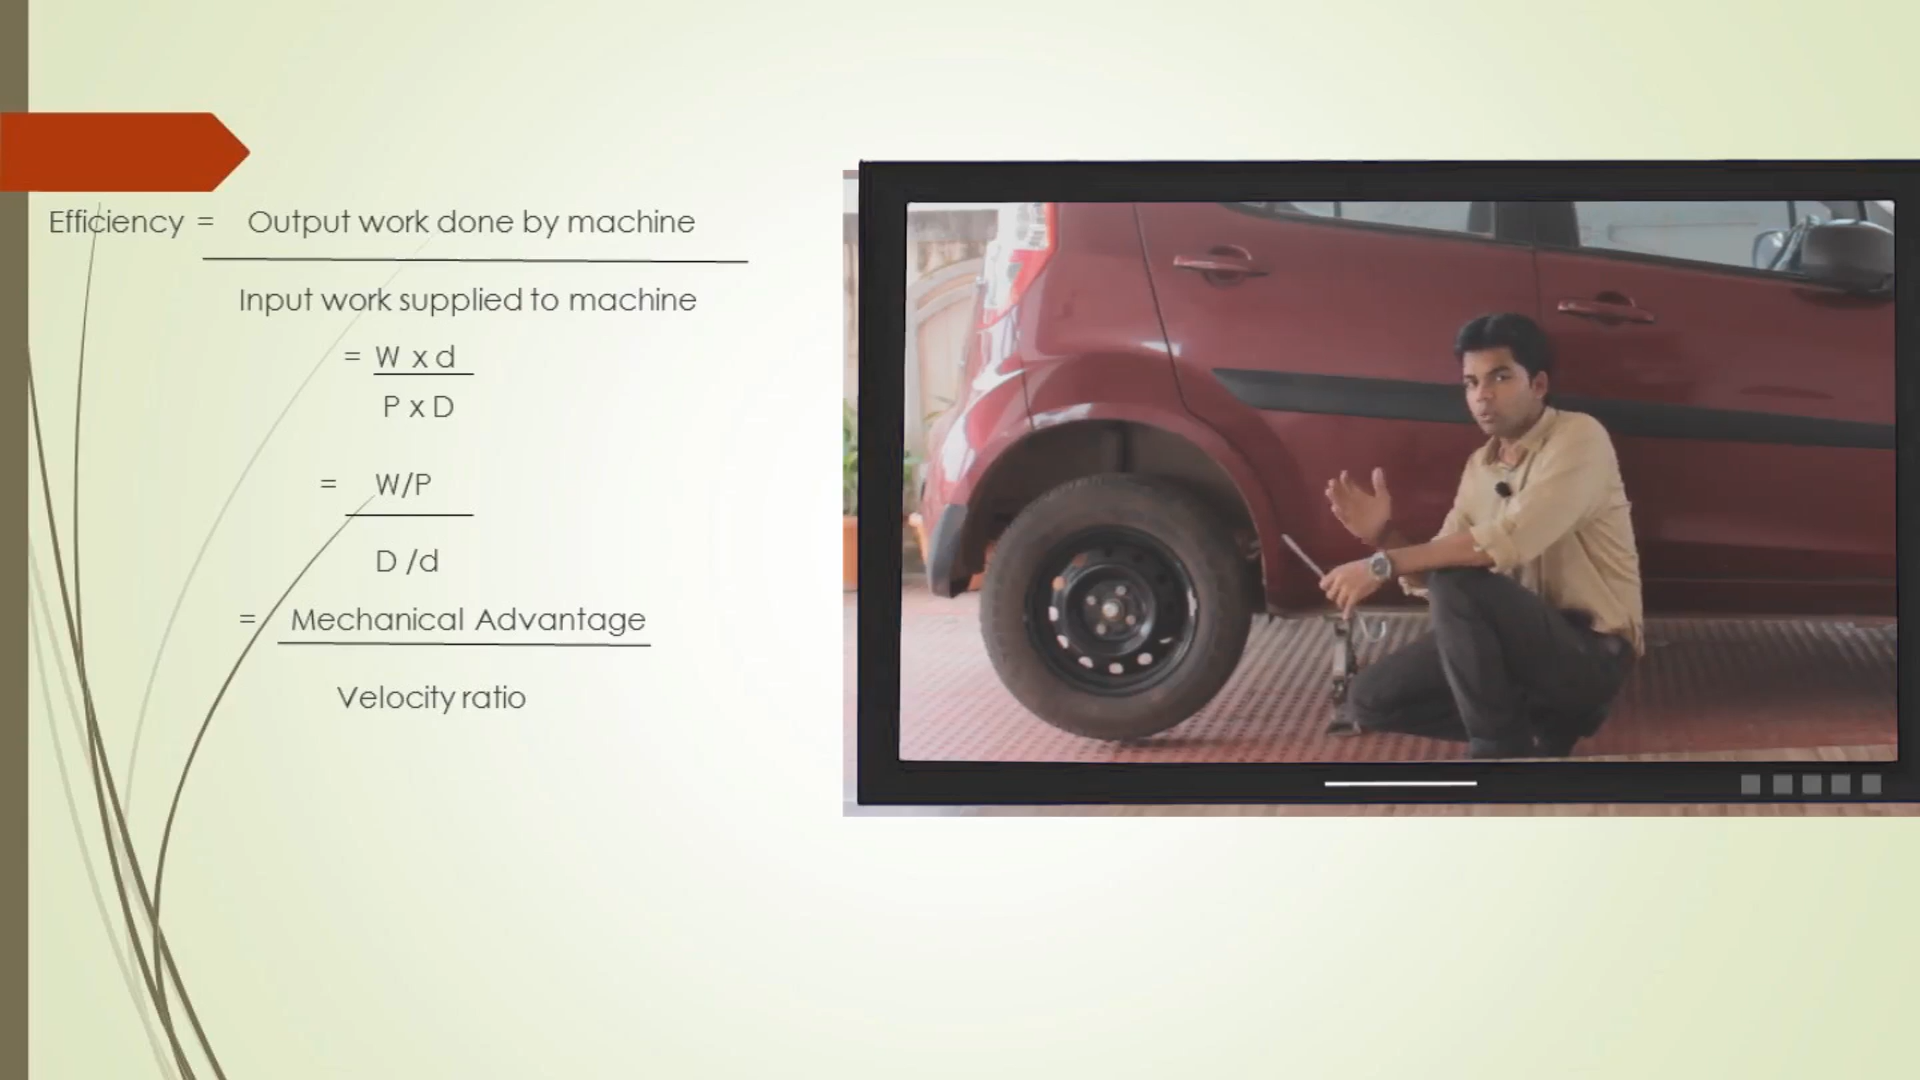 Efficiency = Output work done by machine
Input work supplied to machine
= W x d
P x D
= W/P
D /d
= Mechanical Advantage
Velocity ratio